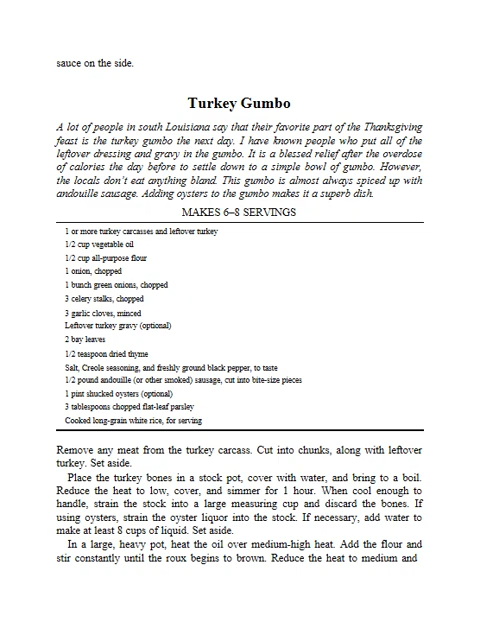 sauce on the side.
Turkey Gumbo
A lot of people in south Louisiana say that their favorite part of the Thanksgiving
feast is the turkey gumbo the next day. I have known people who put all of the
leftover dressing and gravy in the gumbo. It is a blessed relief after the overdose
of calories the day before to settle down to a simple bowl of gumbo. However,
the locals don't eat anything bland. This gumbo is almost always spiced up with
andouille sausage. Adding oysters to the gumbo makes it a superb dish.
MAKES 6–8 SERVINGS
1 or more turkey carcasses and leftover turkey
1/2 cup vegetable oil
1/2 cup all-purpose flour
1 onion, chopped
1 bunch green onions, chopped
3 celery stalks, chopped
3 garlic cloves, minced
Leftover turkey gravy (optional)
2 bay leaves
1/2 teaspoon dried thyme
Salt, Creole seasoning, and freshly ground black pepper, to taste
1/2 pound andouille (or other smoked) sausage, cut into bite-size pieces
1 pint shucked oysters (optional)
3 tablespoons chopped flat-leaf parsley
Cooked long-grain white rice, for serving
Remove any meat from the turkey carcass. Cut into chunks, along with leftover
turkey. Set aside.
Place the turkey bones in a stock pot, cover with water, and bring to a boil.
Reduce the heat to low, cover, and simmer for 1 hour. When cool enough to
handle, strain the stock into a large measuring cup and discard the bones. If
using oysters, strain the oyster liquor into the stock. If necessary, add water to
make at least 8 cups of liquid. Set aside.
In a large, heavy pot, heat the oil over medium-high heat. Add the flour and
stir constantly until the roux begins to brown. Reduce the heat to medium and